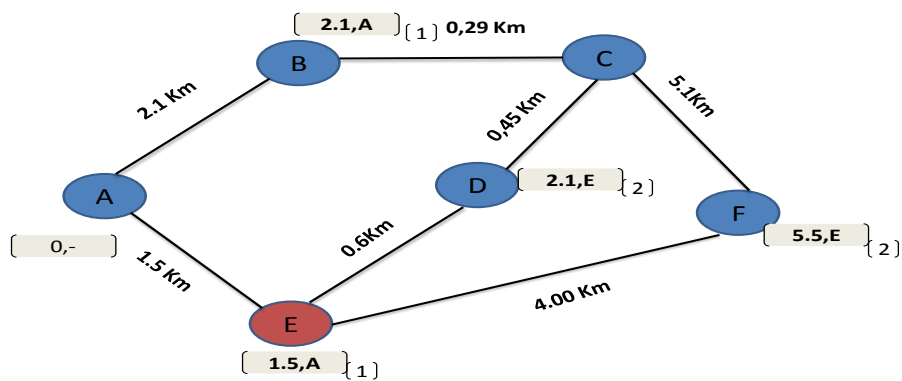 2.1,A (1) 0,29 Km
B
C
2.1 Km
0,45 Km
5.1Km
A
D
2.1,E (2)
F
0,-
0.6Km
5.5,E (2)
1.5 Km
4.00 Km
E
1.5,A (1)